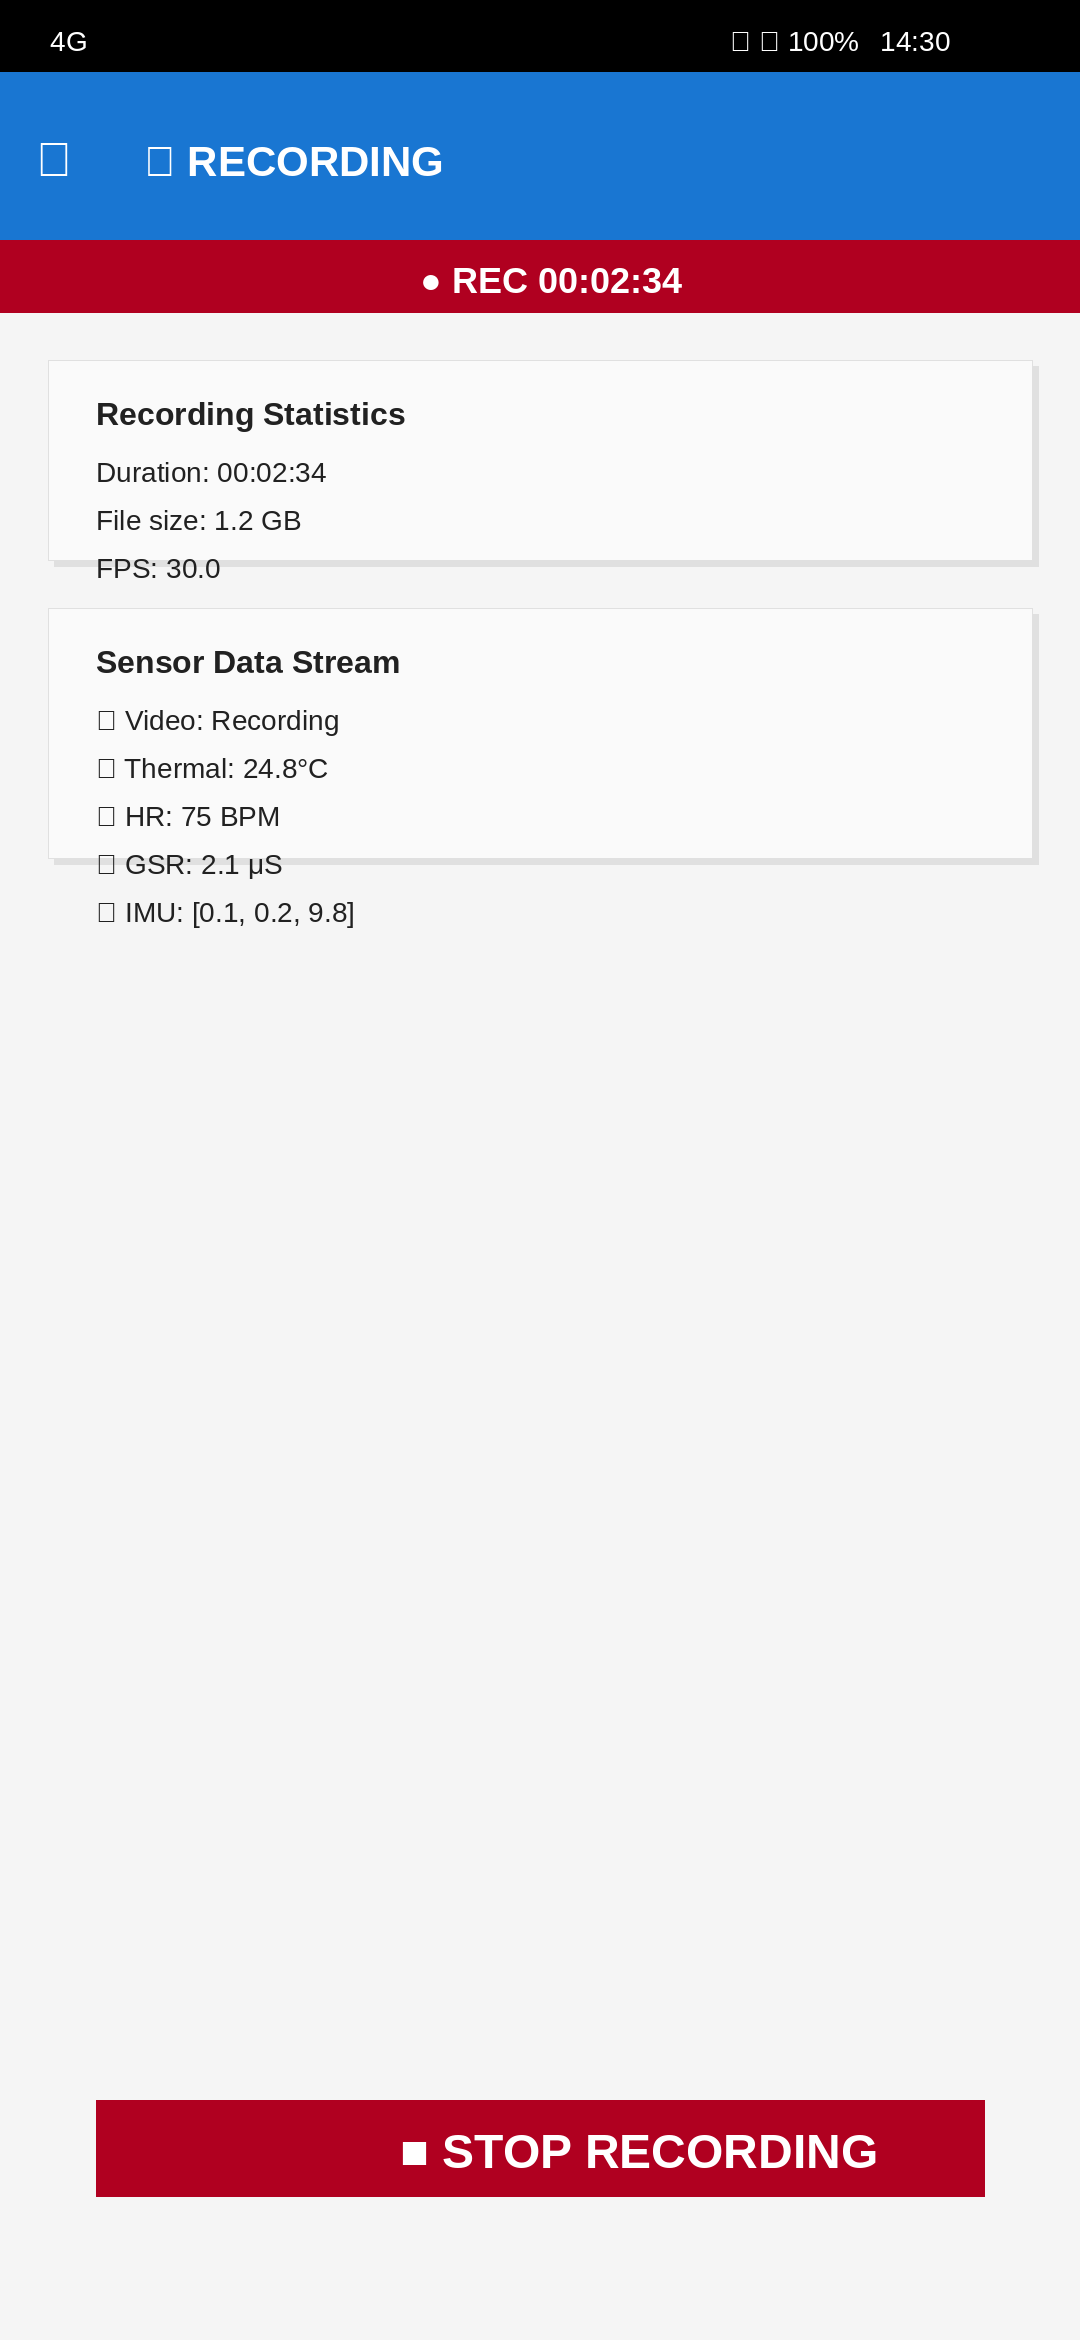 4G 100% 14:30
RECORDING
● REC 00:02:34
Recording Statistics
Duration: 00:02:34
File size: 1.2 GB
FPS: 30.0
Sensor Data Stream
Video: Recording
Thermal: 24.8°C
HR: 75 BPM
GSR: 2.1 μS
IMU: [0.1, 0.2, 9.8]
■ STOP RECORDING